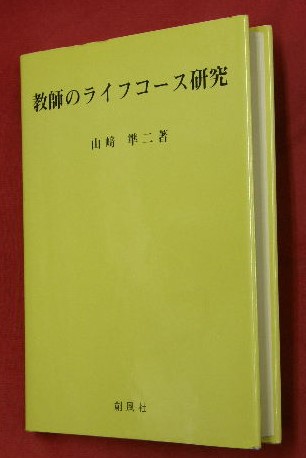 教師のライフコース研究
山﨑 準二著
創風社